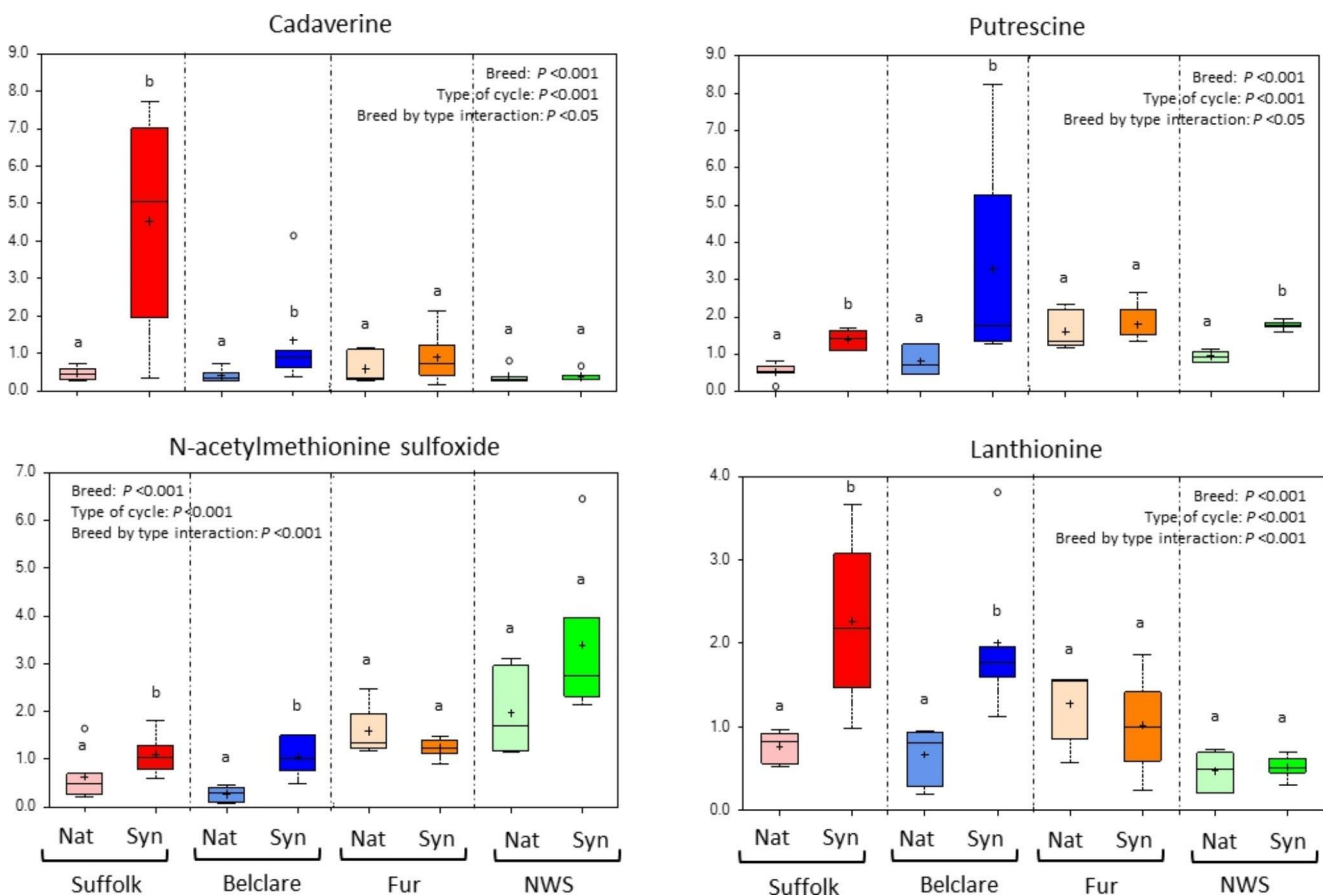 Cadaverine
9.0
8.0
7.0
6.0
5.0
4.0
3.0
2.0
1.0
0.0
Breed: P <0.001
Type of cycle: P <0.001
Breed by type interaction: P <0.05
a
b
a
b
a
a
a
a
Putrescine
9.0
8.0
7.0
6.0
5.0
4.0
3.0
2.0
1.0
0.0
Breed: P <0.001
Type of cycle: P <0.001
Breed by type interaction: P <0.05
a
b
a
b
a
a
a
b
N-acetylmethionine sulfoxide
7.0
6.0
5.0
4.0
3.0
2.0
1.0
0.0
Breed: P <0.001
Type of cycle: P <0.001
Breed by type interaction: P <0.001
a
b
a
b
a
a
a
a
Nat Syn Nat Syn Nat Syn Nat Syn
Suffolk Belclare Fur NWS
Lanthionine
4.0
3.0
2.0
1.0
0.0
Breed: P <0.001
Type of cycle: P <0.001
Breed by type interaction: P <0.001
a
b
a
b
a
a
a
a
Nat Syn Nat Syn Nat Syn Nat Syn
Suffolk Belclare Fur NWS